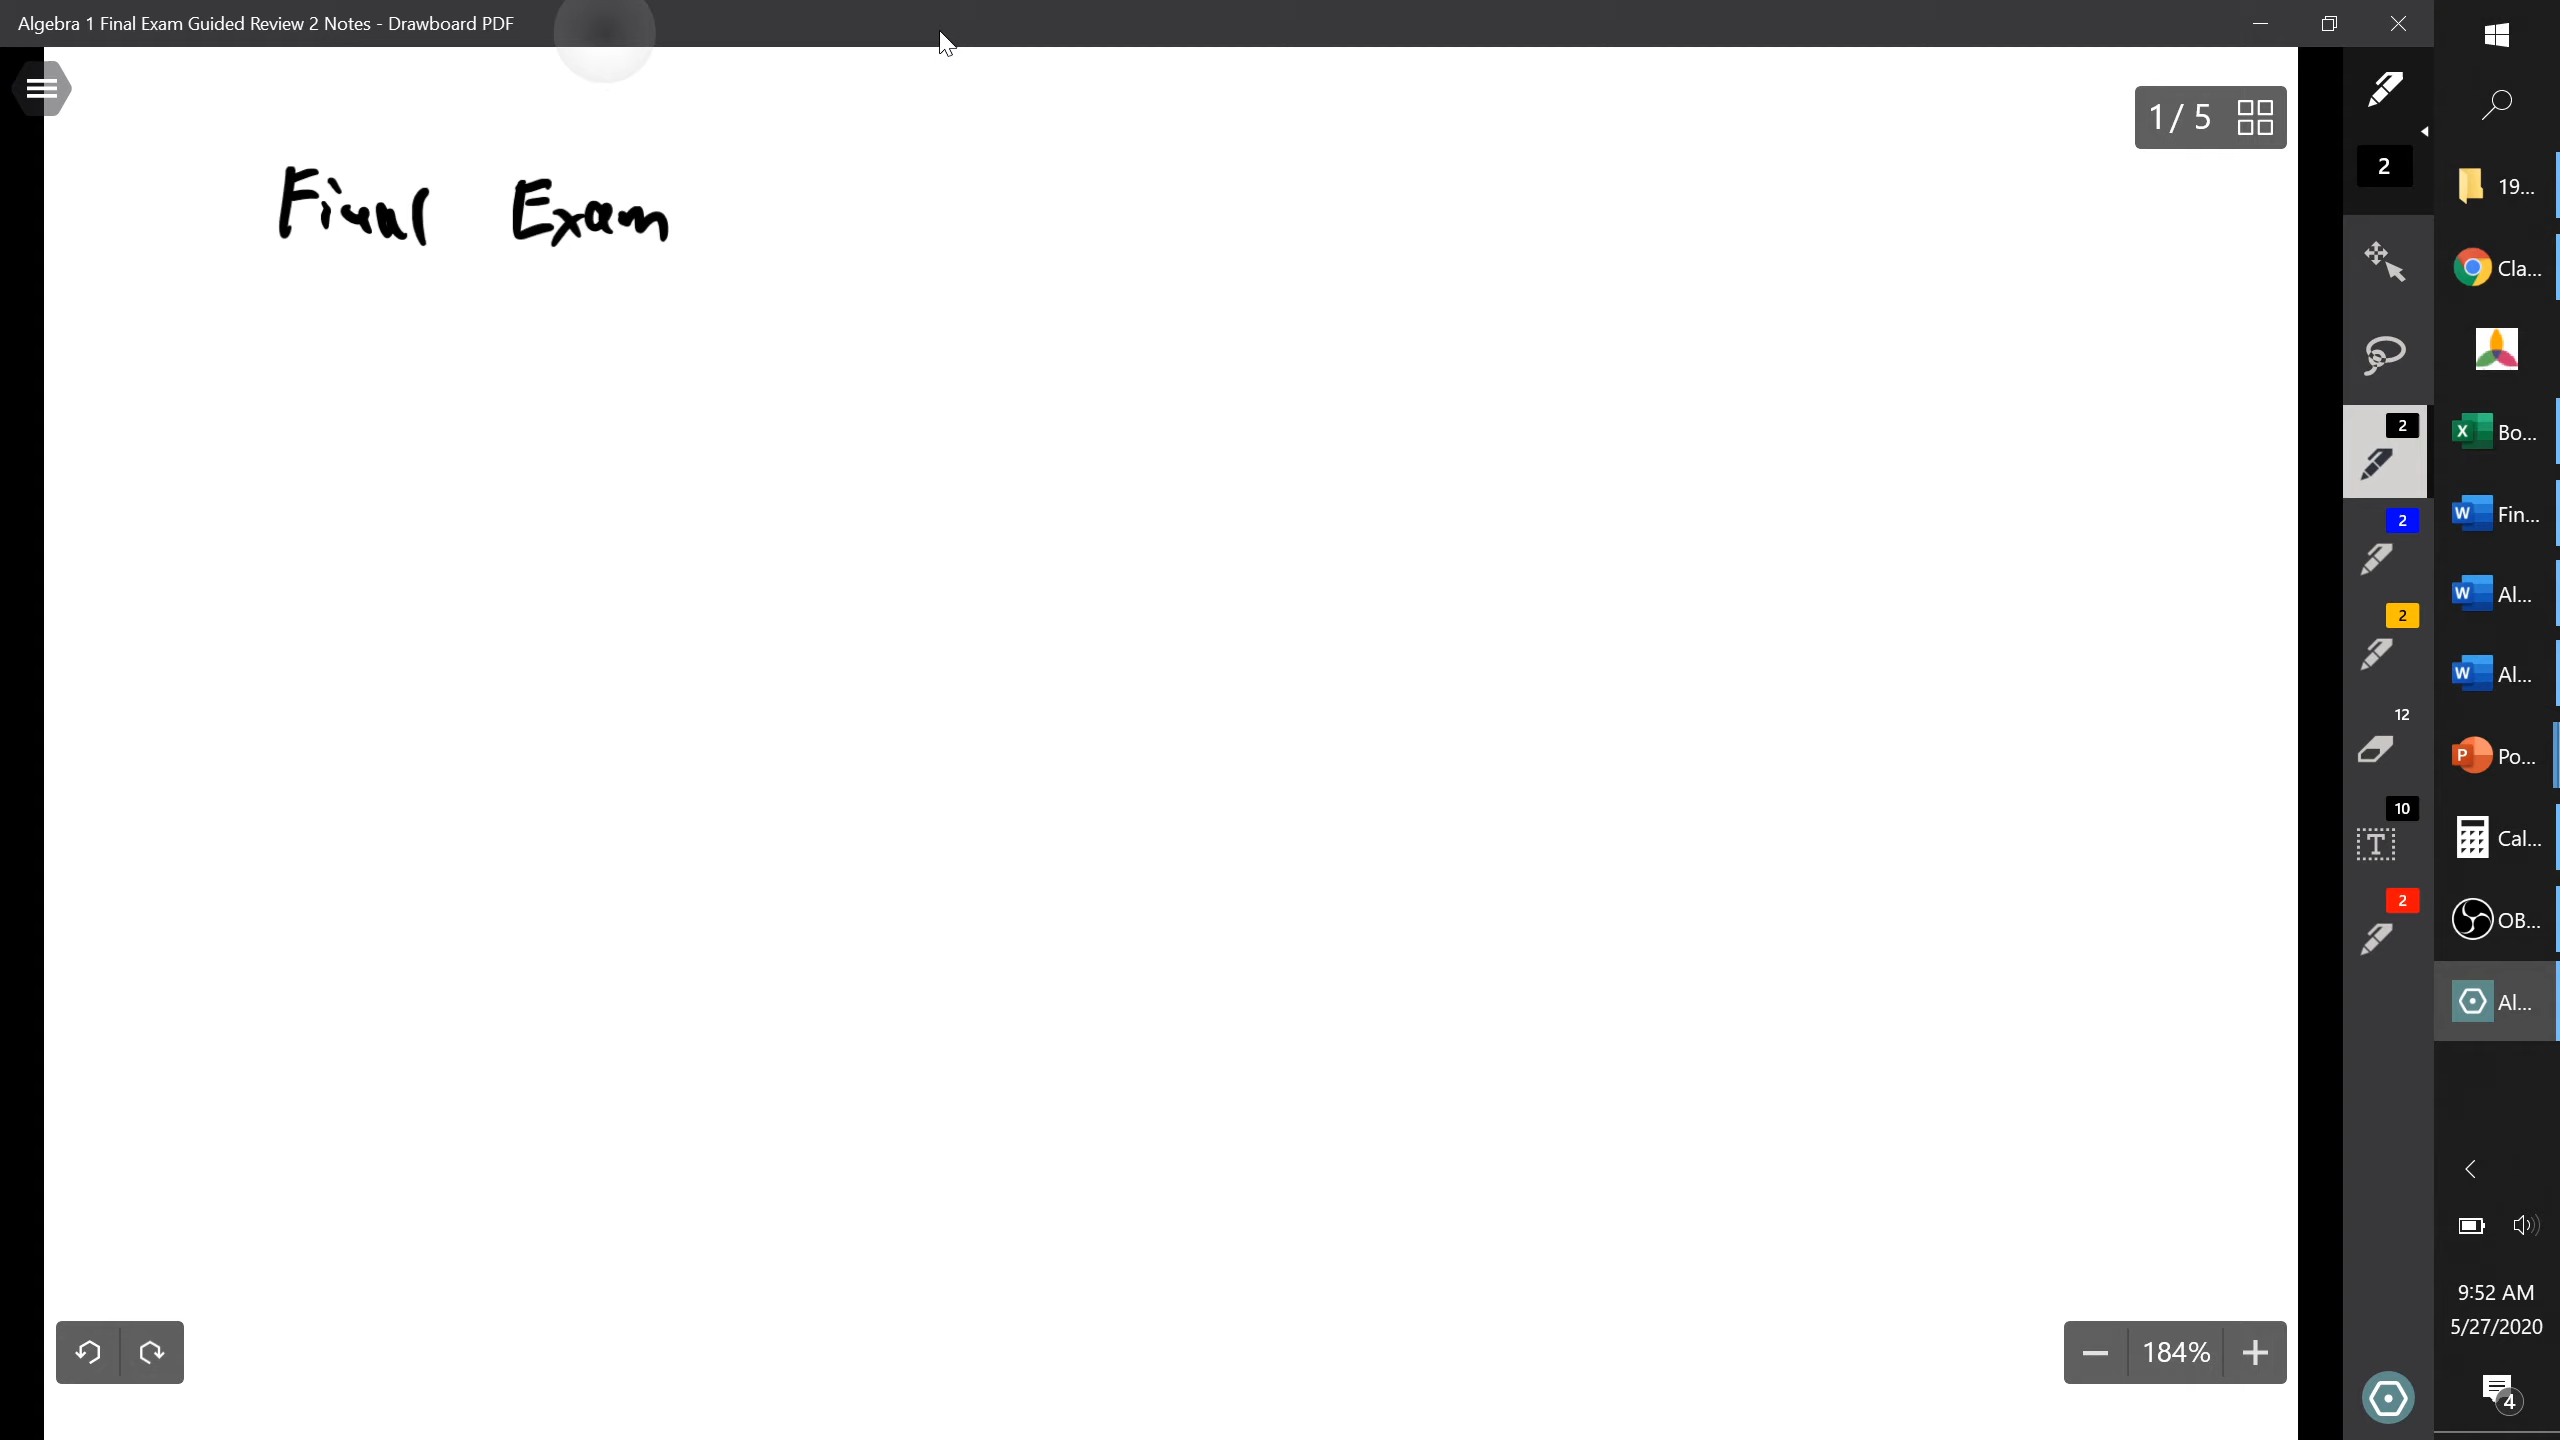 Algebra 1 Final Exam Guided Review 2 Notes - Drawboard PDF
1 / 5
Final Exam
2
2
2
2
12
10
2
184%
19...
Cla...
Bo...
Fin...
Al...
Al...
Po...
Cal...
OB...
Al...
9:52 AM
5/27/2020
4